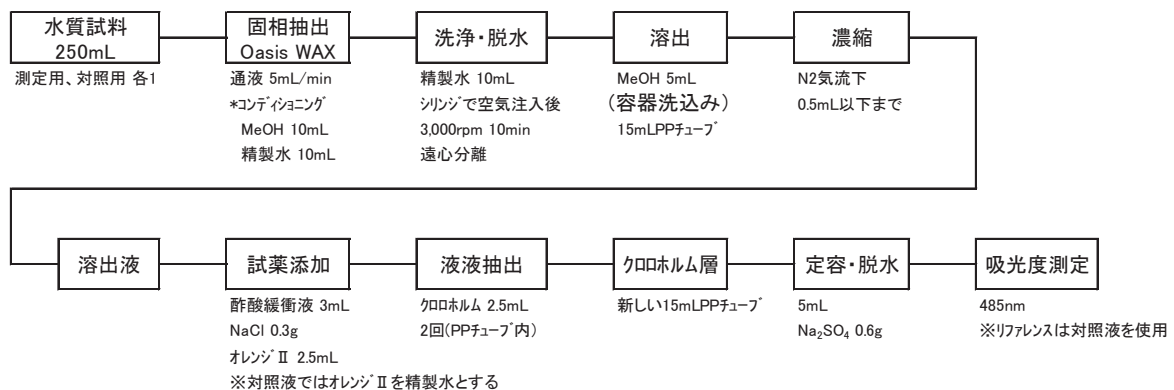 水質試料
250mL
測定用、対照用 各1
固相抽出
Oasis WAX
通液 5mL/min
*ｺﾝﾃﾞｨｼｮﾆﾝｸﾞ
MeOH 10mL
精製水 10mL
洗浄・脱水
精製水 10mL
ｼﾘﾝｼﾞで空気注入後
3,000rpm 10min
遠心分離
溶出
MeOH 5mL
(容器洗込み)
15mLPPﾁｭｰﾌﾞ
濃縮
N2気流下
0.5mL以下まで
溶出液
試薬添加
酢酸緩衝液 3mL
NaCl 0.3g
ｵﾚﾝｼﾞⅡ 2.5mL
※対照液ではｵﾚﾝｼﾞⅡを精製水とする
液液抽出
ｸﾛﾛﾎﾙﾑ 2.5mL
2回(PPﾁｭｰﾌﾞ内)
ｸﾛﾛﾎﾙﾑ層
新しい15mLPPﾁｭｰﾌﾞ
定容・脱水
5mL
Na₂SO₄ 0.6g
吸光度測定
485nm
※ﾘﾌｧﾚﾝｽは対照液を使用